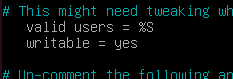 # This might need tweaking wh
valid users = %S
writable = yes
# Un-comment the following an